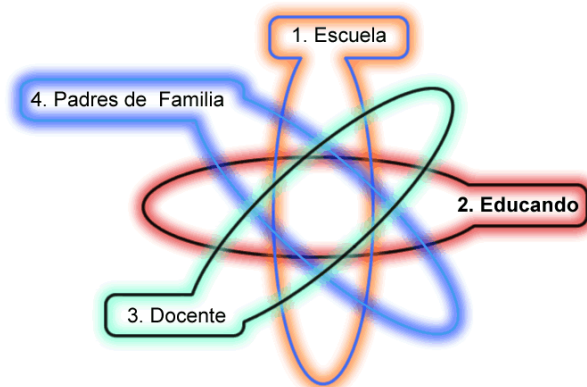 1. Escuela
4. Padres de Familia
2. Educando
3. Docente